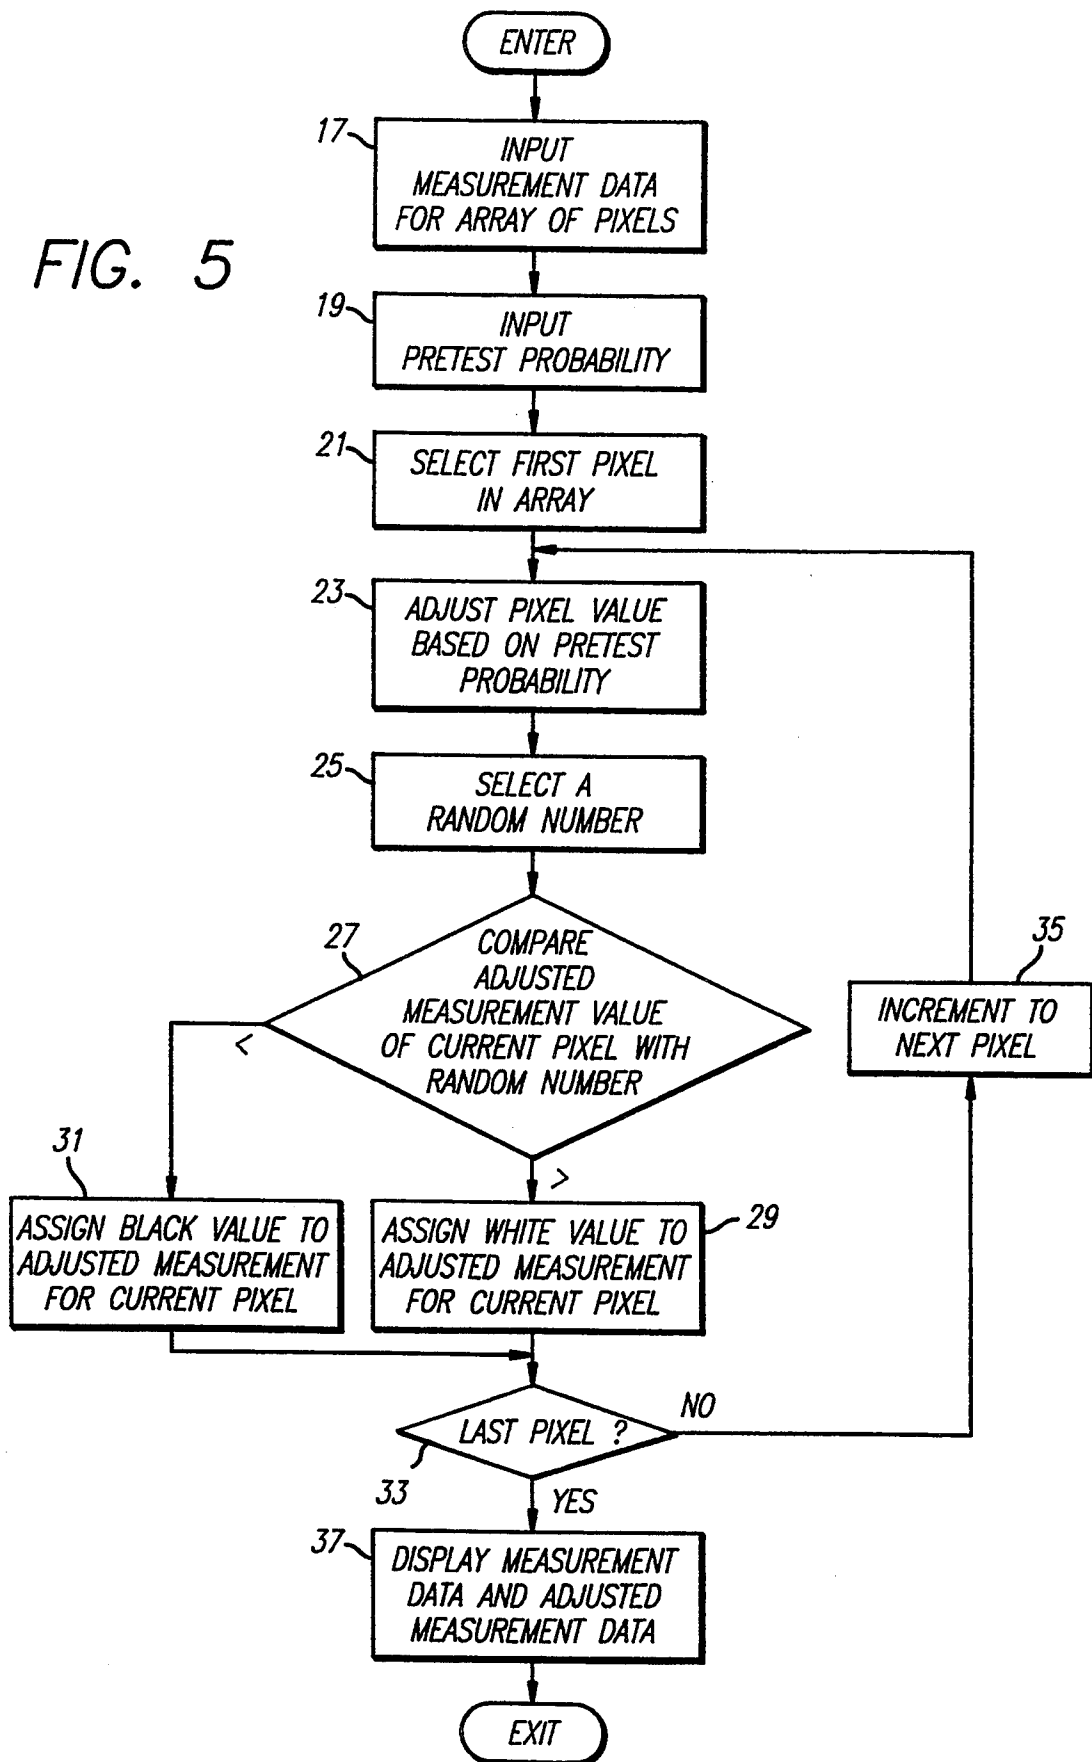 ENTER
17
INPUT
MEASUREMENT DATA
FOR ARRAY OF PIXELS
FIG. 5
19
INPUT
PRETEST PROBABILITY
21
SELECT FIRST PIXEL
IN ARRAY
23
ADJUST PIXEL VALUE
BASED ON PRETEST
PROBABILITY
25
SELECT A
RANDOM NUMBER
27
COMPARE
ADJUSTED
MEASUREMENT VALUE
OF CURRENT PIXEL WITH
RANDOM NUMBER
35
INCREMENT TO
NEXT PIXEL
<
>
31
ASSIGN BLACK VALUE TO
ADJUSTED MEASUREMENT
FOR CURRENT PIXEL
29
ASSIGN WHITE VALUE TO
ADJUSTED MEASUREMENT
FOR CURRENT PIXEL
LAST PIXEL ?
NO
33
YES
37
DISPLAY MEASUREMENT
DATA AND ADJUSTED
MEASUREMENT DATA
EXIT